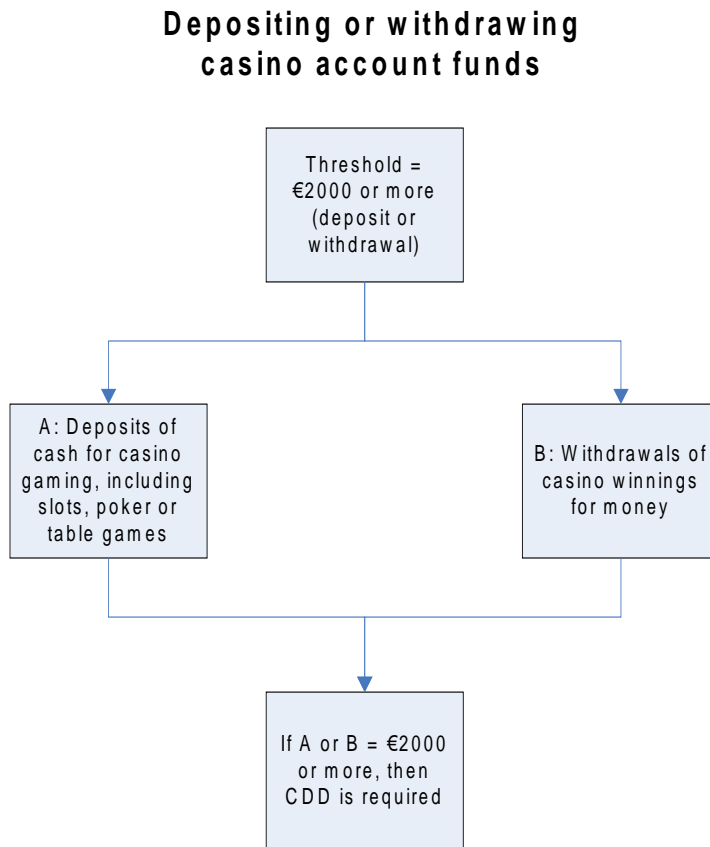 Depositing or withdrawing
casino account funds
Threshold =
€2000 or more
(deposit or
withdrawal)
A: Deposits of
cash for casino
gaming, including
slots, poker or
table games
B: Withdrawals of
casino winnings
for money
If A or B = €2000
or more, then
CDD is required